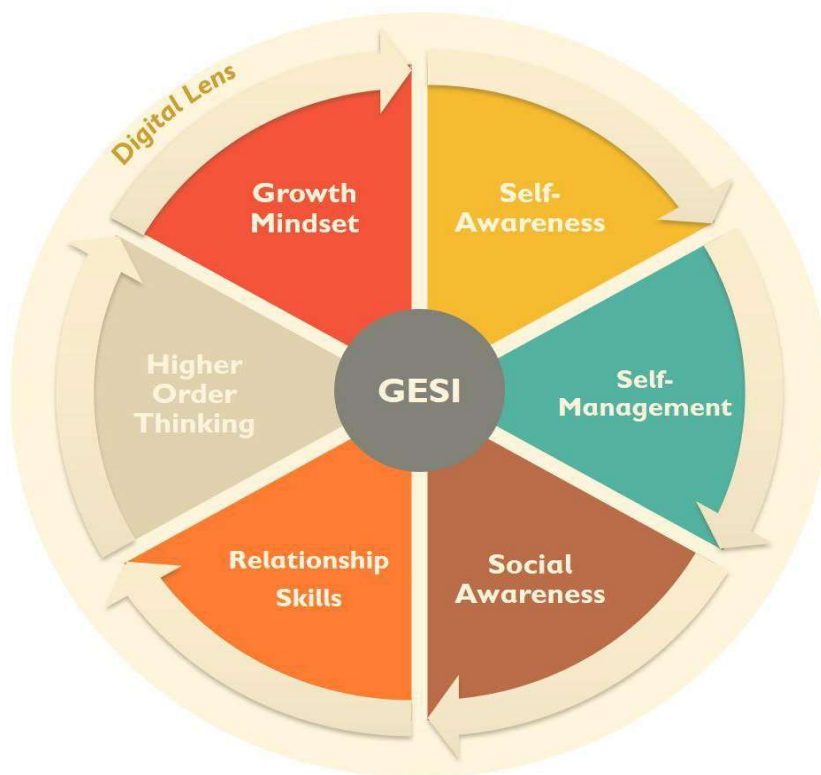 Digital Lens
Growth
Mindset
Self-
Awareness
Higher
Order
Thinking
GESI
Self-
Management
Relationship
Skills
Social
Awareness